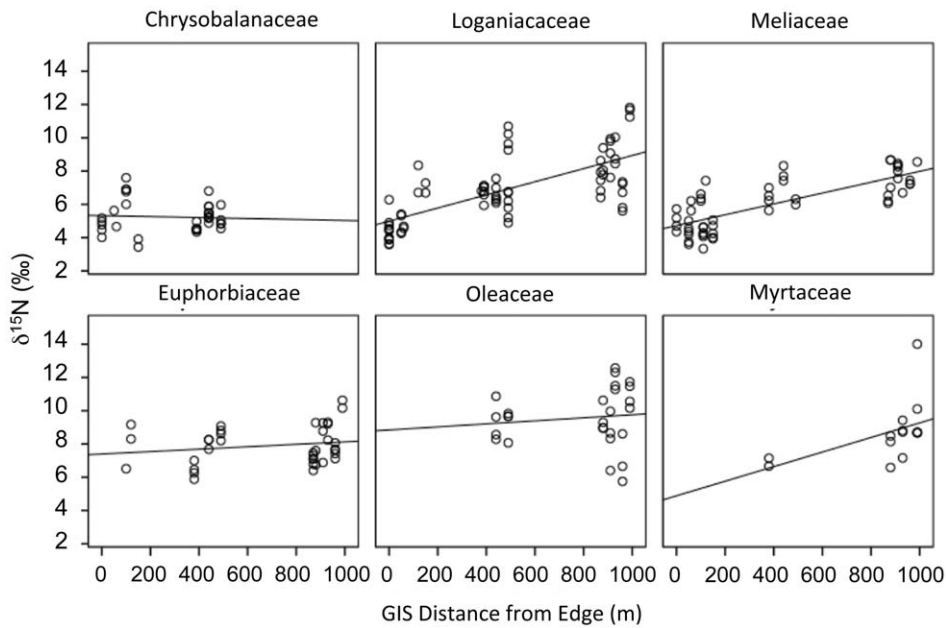 Chrysobalanaceae Loganiacaceae Meliaceae
14
12
10
8
6
4
2
Euphorbiaceae Oleaceae Myrtaceae
δ15N (‰)
14
12
10
8
6
4
2
0 200 400 600 800 1000 0 200 400 600 800 1000 0 200 400 600 800 1000
GIS Distance from Edge (m)